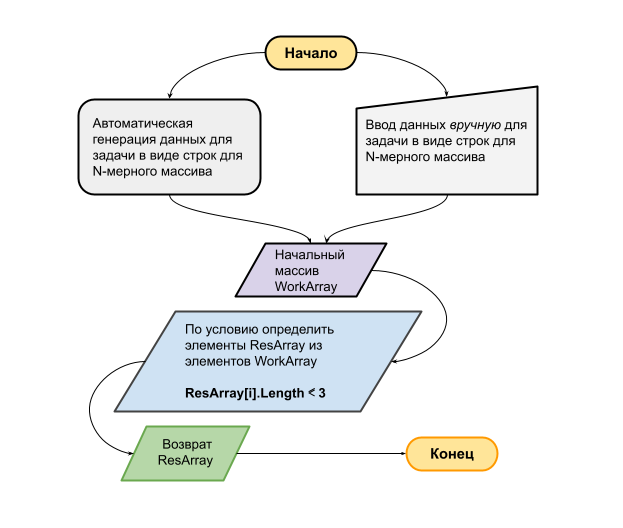 Начало
Автоматическая
генерация данных для
задачи в виде строк для
N-мерного массива
Ввод данных вручную для
задачи в виде строк для
N-мерного массива
Начальный
массив
WorkArray
По условию определить
элементы ResArray из
элементов WorkArray
ResArray[i].Length < 3
Возврат
ResArray
Конец